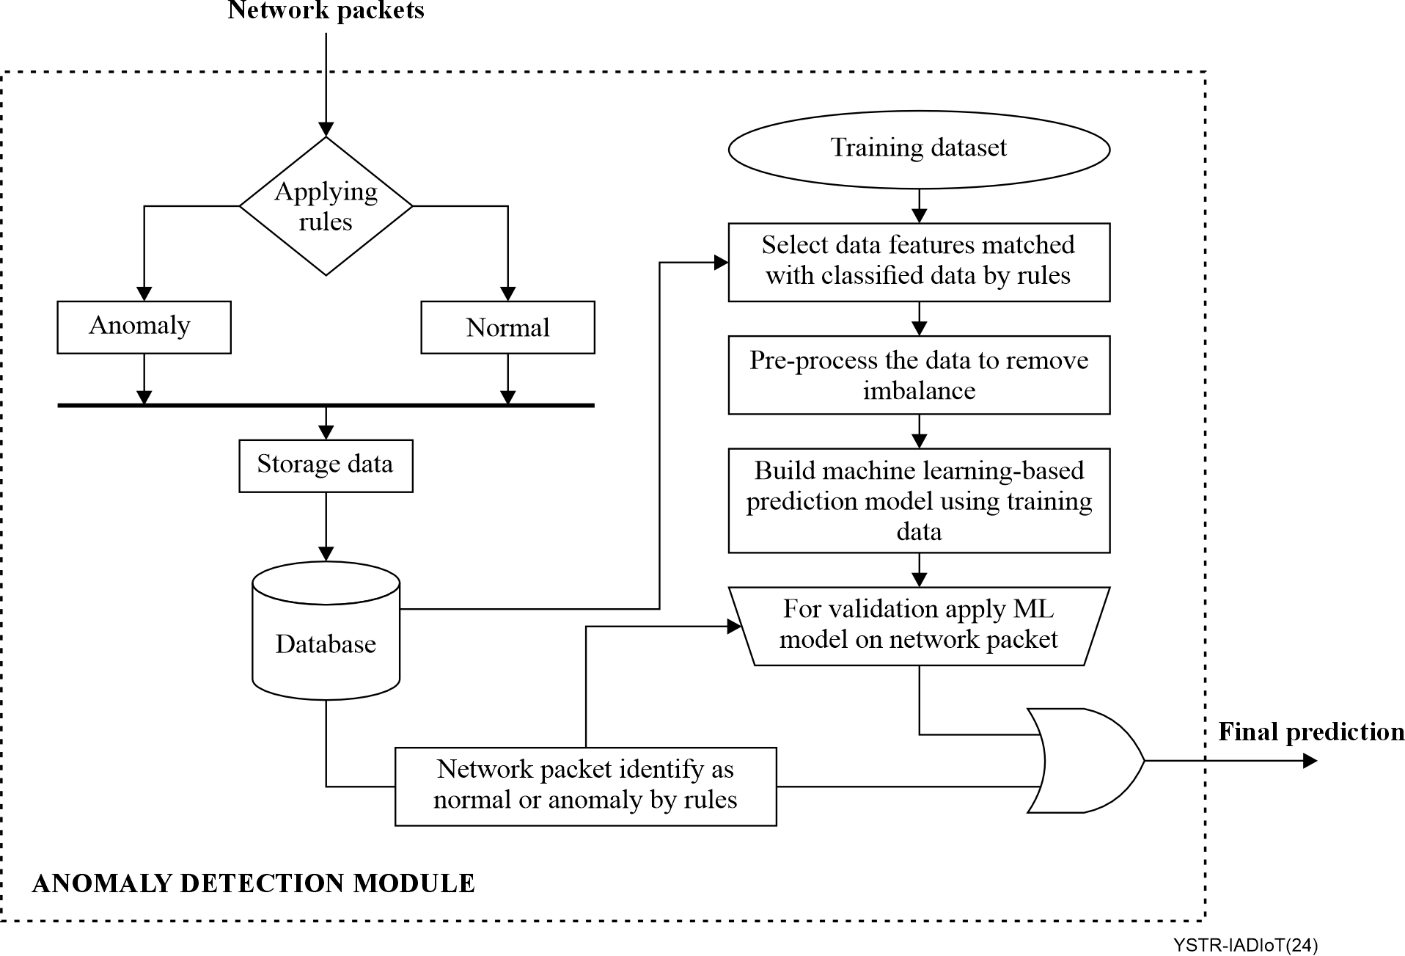 Network packets
Applying
rules
Anomaly
Normal
Storage data
Database
Training dataset
Select data features matched
with classified data by rules
Pre-process the data to remove
imbalance
Build machine learning-based
prediction model using training
data
For validation apply ML
model on network packet
Network packet identify as
normal or anomaly by rules
Final prediction
ANOMALY DETECTION MODULE
YSTR-IADIoT(24)